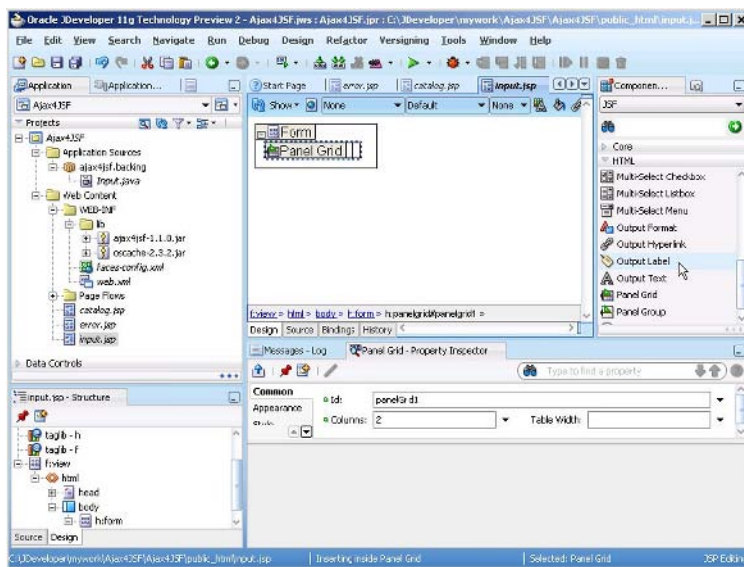 Oracle JDeveloper 11g Technology Preview 2 - Ajax4JSF.jws : Ajax4JSF.jpr : C:\JDeveloper\mywork\Ajax4JSF\Ajax4JSF\public_html\input.j...
File Edit View Search Navigate Run Debug Design Refactor Versioning Tools Window Help
Application
Application...
Ajax4JSF
Projects
Ajax4JSF
Application Sources
ajax4jsf.backing
Input.java
Web Content
WEB-INF
lib
ajax4jsf-1.1.0.jar
oscache-2.3.2.jar
faces-config.xml
web.xml
Page Flows
catalog.jsp
error.jsp
input.jsp
Data Controls
input.jsp - Structure
taglib - h
taglib - f
f:view
html
head
body
h:form
Source Design
Start Page error.jsp catalog.jsp input.jsp
Show None Default None
Form
Panel Grid
f:view > html > body > h:form > h:panelgrid#panelgrid1 >
Design Source Bindings History
Messages - Log Panel Grid - Property Inspector
Type to find a property
Common
Appearance
Style
Id: panelGrid1
Columns: 2 Table Width:
Componen...
JSF
Core
HTML
Multi-Select Checkbox
Multi-Select Listbox
Multi-Select Menu
Output Format
Output Hyperlink
Output Label
Output Text
Panel Grid
Panel Group
C:\JDeveloper\mywork\Ajax4JSF\Ajax4JSF\public_html\input.jsp Inserting inside Panel Grid Selected: Panel Grid JSP Editin